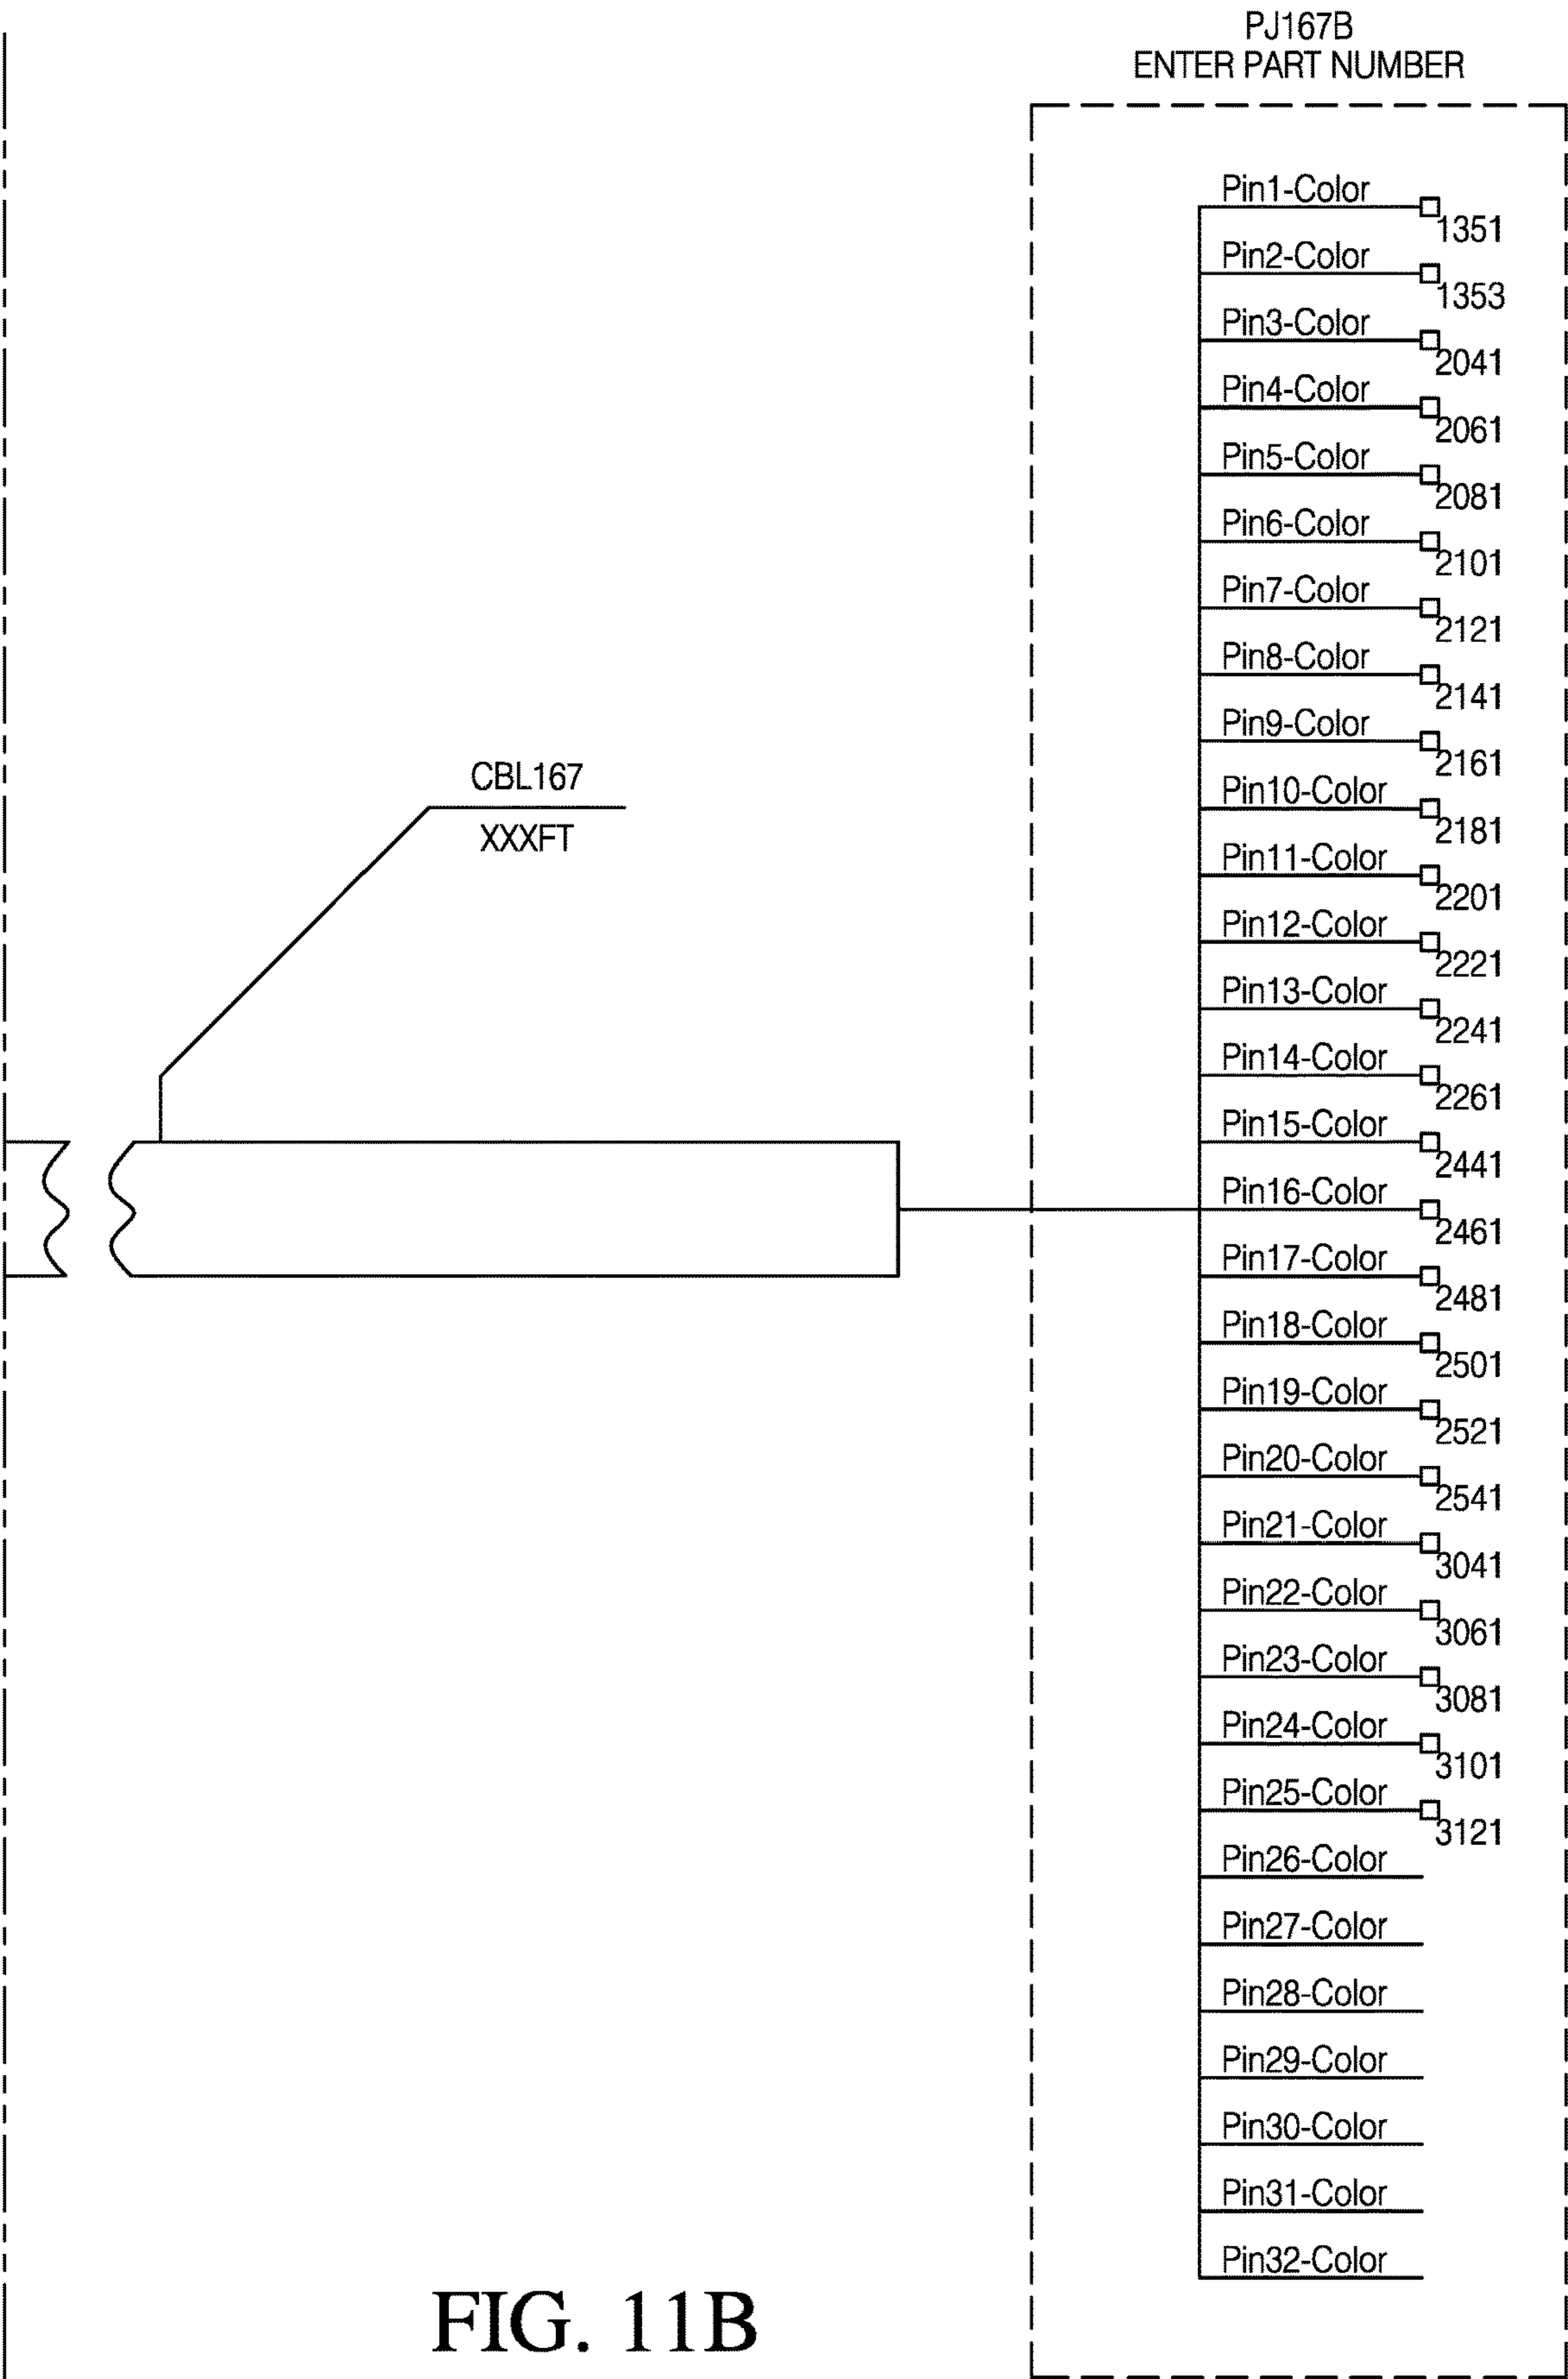 PJ167B
ENTER PART NUMBER
Pin1-Color
1351
Pin2-Color
1353
Pin3-Color
2041
Pin4-Color
2061
Pin5-Color
2081
Pin6-Color
2101
Pin7-Color
2121
Pin8-Color
2141
Pin9-Color
2161
CBL167
XXXFT
Pin10-Color
2181
Pin11-Color
2201
Pin12-Color
2221
Pin13-Color
2241
Pin14-Color
2261
Pin15-Color
2441
Pin16-Color
2461
Pin17-Color
2481
Pin18-Color
2501
Pin19-Color
2521
Pin20-Color
2541
Pin21-Color
3041
Pin22-Color
3061
Pin23-Color
3081
Pin24-Color
3101
Pin25-Color
3121
Pin26-Color
Pin27-Color
Pin28-Color
Pin29-Color
Pin30-Color
Pin31-Color
Pin32-Color
FIG. 11B